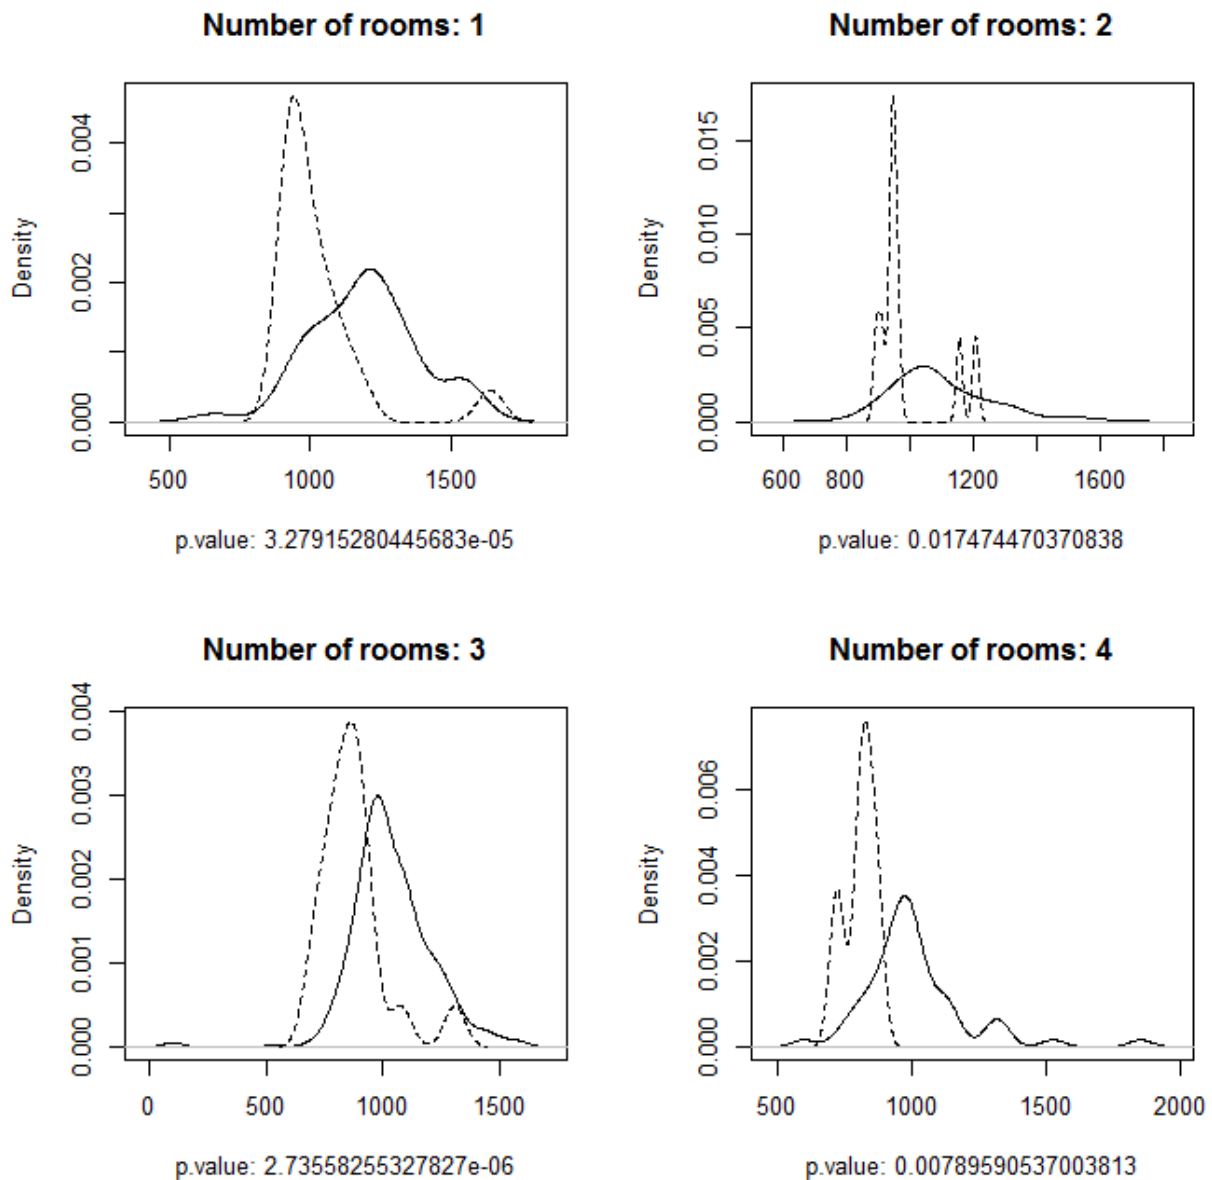 Number of rooms: 1
Density
0.000
0.002
0.004
500
1000
1500
p.value: 3.27915280445683e-05
Number of rooms: 2
Density
0.000
0.005
0.010
0.015
600
800
1200
1600
p.value: 0.017474470370838
Number of rooms: 3
Density
0.000
0.001
0.002
0.003
0.004
0
500
1000
1500
p.value: 2.73558255327827e-06
Number of rooms: 4
Density
0.000
0.002
0.004
0.006
500
1000
1500
2000
p.value: 0.00789590537003813